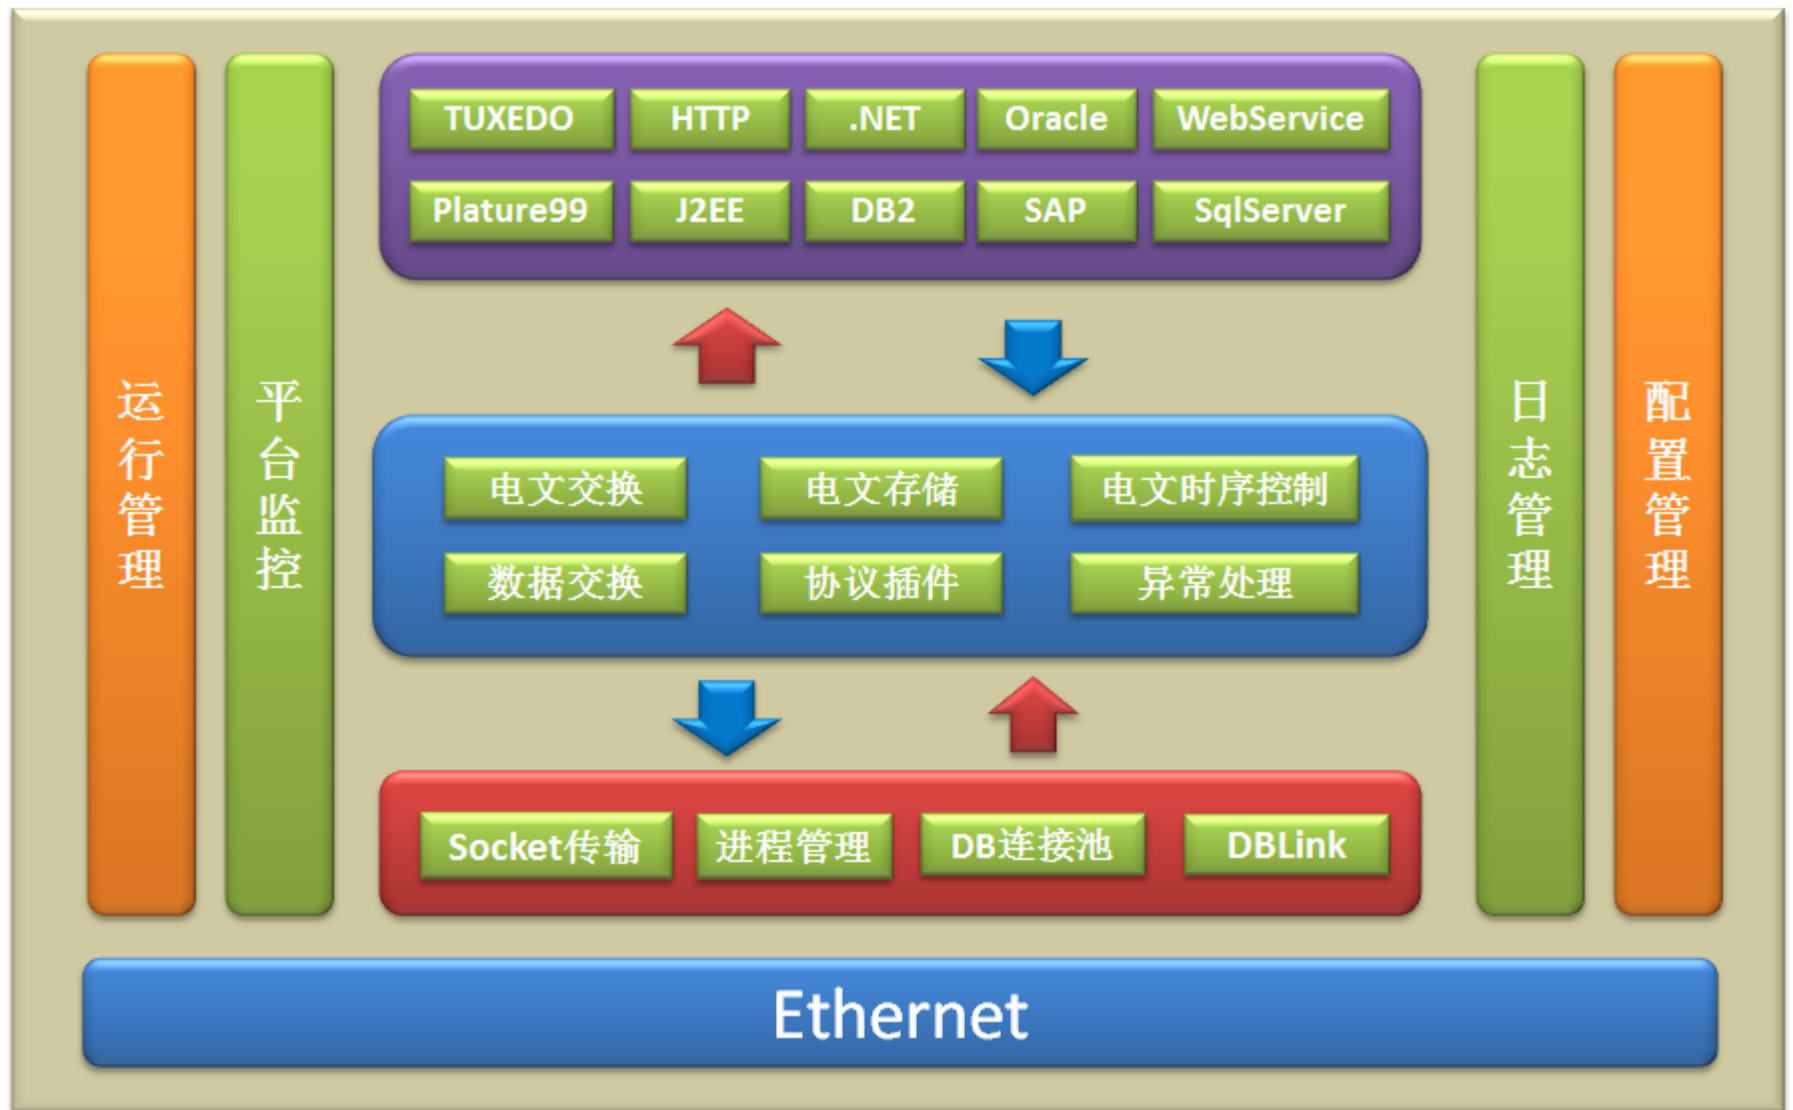 运行管理
平台监控
TUXEDO
HTTP
.NET
Oracle
WebService
Plature99
J2EE
DB2
SAP
SqlServer
电文交换
电文存储
电文时序控制
数据交换
协议插件
异常处理
Socket传输
进程管理
DB连接池
DBLink
日志管理
配置管理
Ethernet